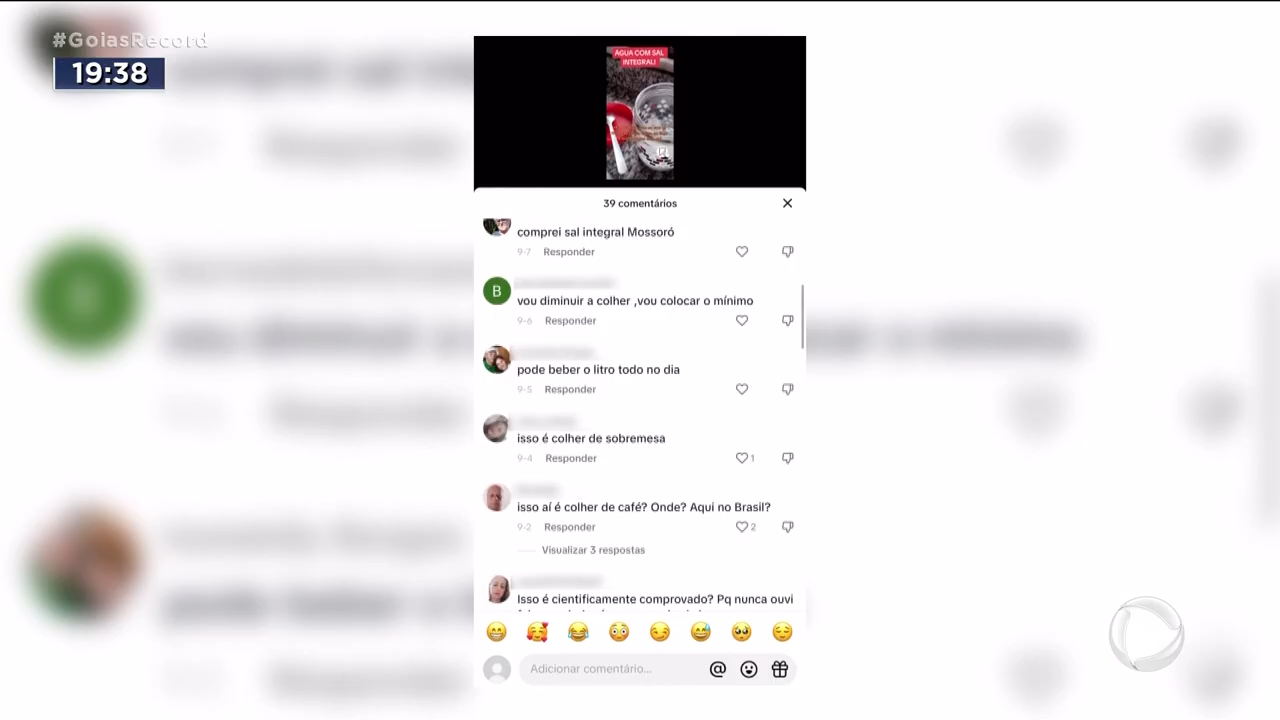 #GoiasRecord
19:38
ÁGUA COM SAL
INTEGRAL!
39 comentários
comprei sal integral Mossoró
9-7 Responder
B
vou diminuir a colher ,vou colocar o mínimo
9-6 Responder
pode beber o litro todo no dia
9-5 Responder
isso é colher de sobremesa
9-4 Responder 1
isso aí é colher de café? Onde? Aqui no Brasil?
9-2 Responder 2
Visualizar 3 respostas
Isso é cientificamente comprovado? Pq nunca ouvi
Adicionar comentário...